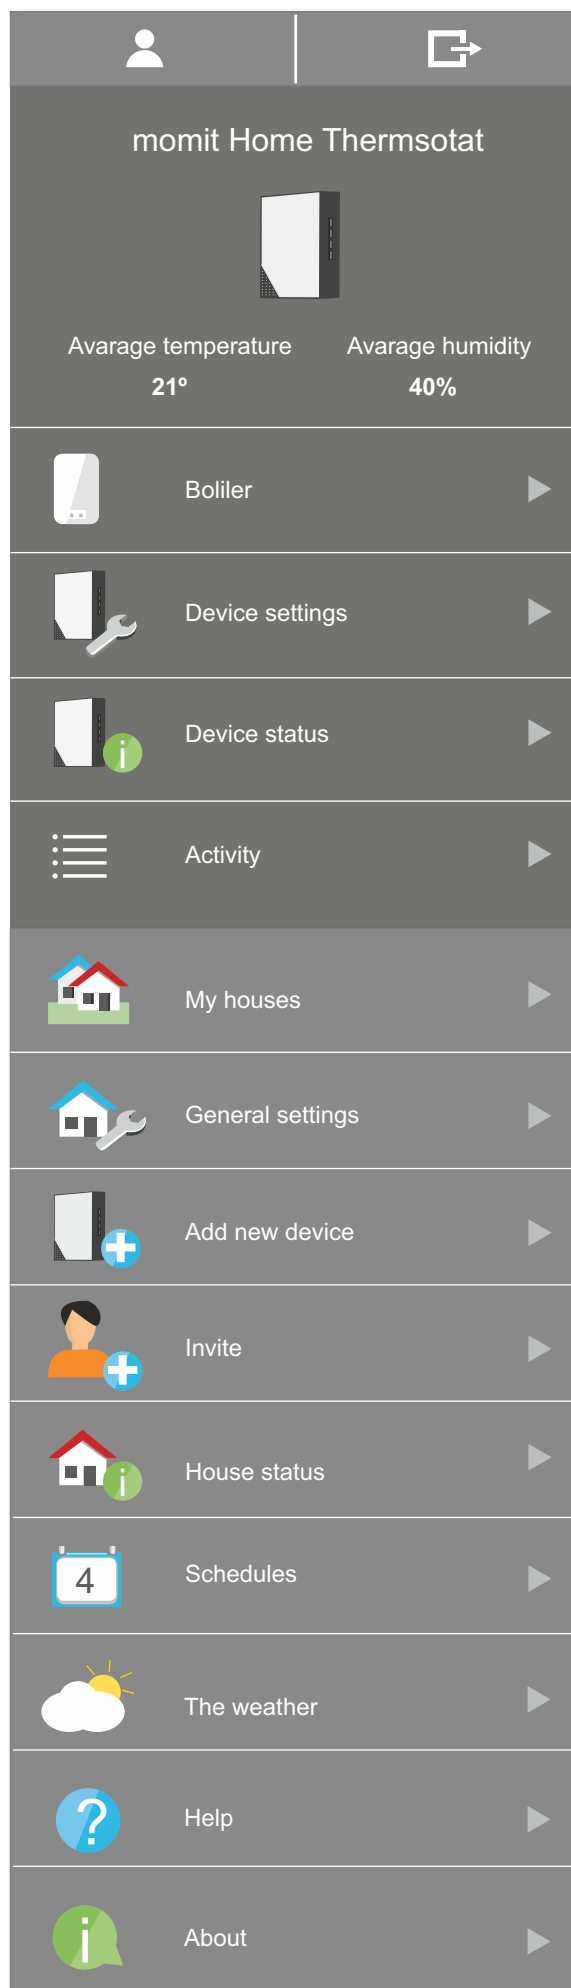 momit Home Thermsotat
Avarage temperature
Avarage humidity
21º
40%
Boliler
Device settings
i
Device status
Activity
My houses
General settings
Add new device
Invite
i
House status
4
Schedules
The weather
?
Help
i
About